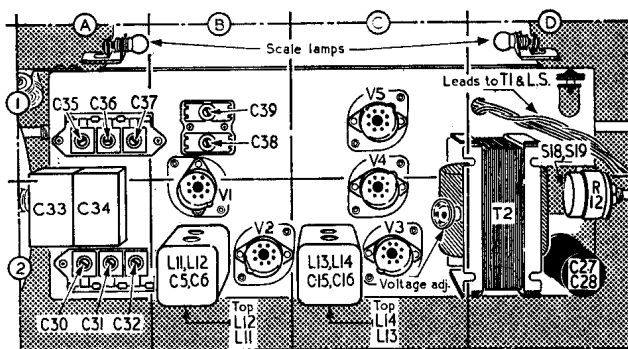 A B C D
Scale lamps
1
Leads to T1 & L.S.
C35 C36 C37
C39
C38
V5
V4
S18,S19
R
12
C33 C34
V1
T2
2
L11,L12
C5,C6
V2
L13,L14
C15,C16
V3
Voltage adj.
C27
C28
C30 C31 C32
Top
L12
L11
Top
L14
L13